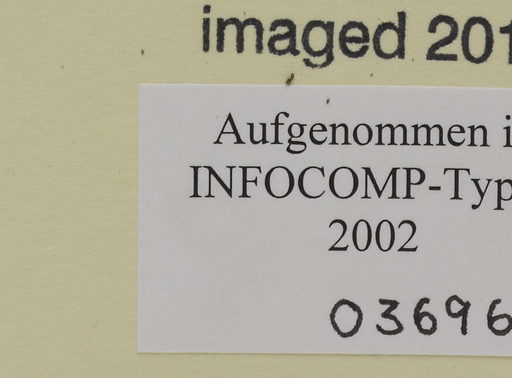 imaged 201
Aufgenommen i
INFOCOMP-Typ
2002
03696